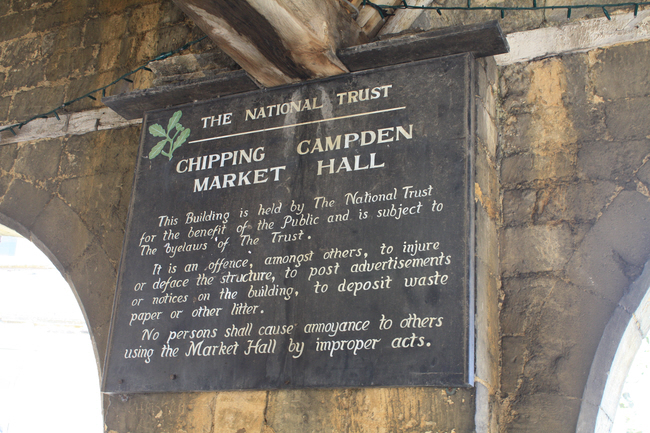 THE NATIONAL TRUST
CHIPPING CAMPDEN
MARKET HALL
This Building is held by The National Trust
for the benefit of the Public and is subject to
The byelaws of The Trust.
It is an offence, amongst others, to injure
or deface the structure, to post advertisements
or notices on the building, to deposit waste
paper or other litter.
No persons shall cause annoyance to others
using the Market Hall by improper acts.